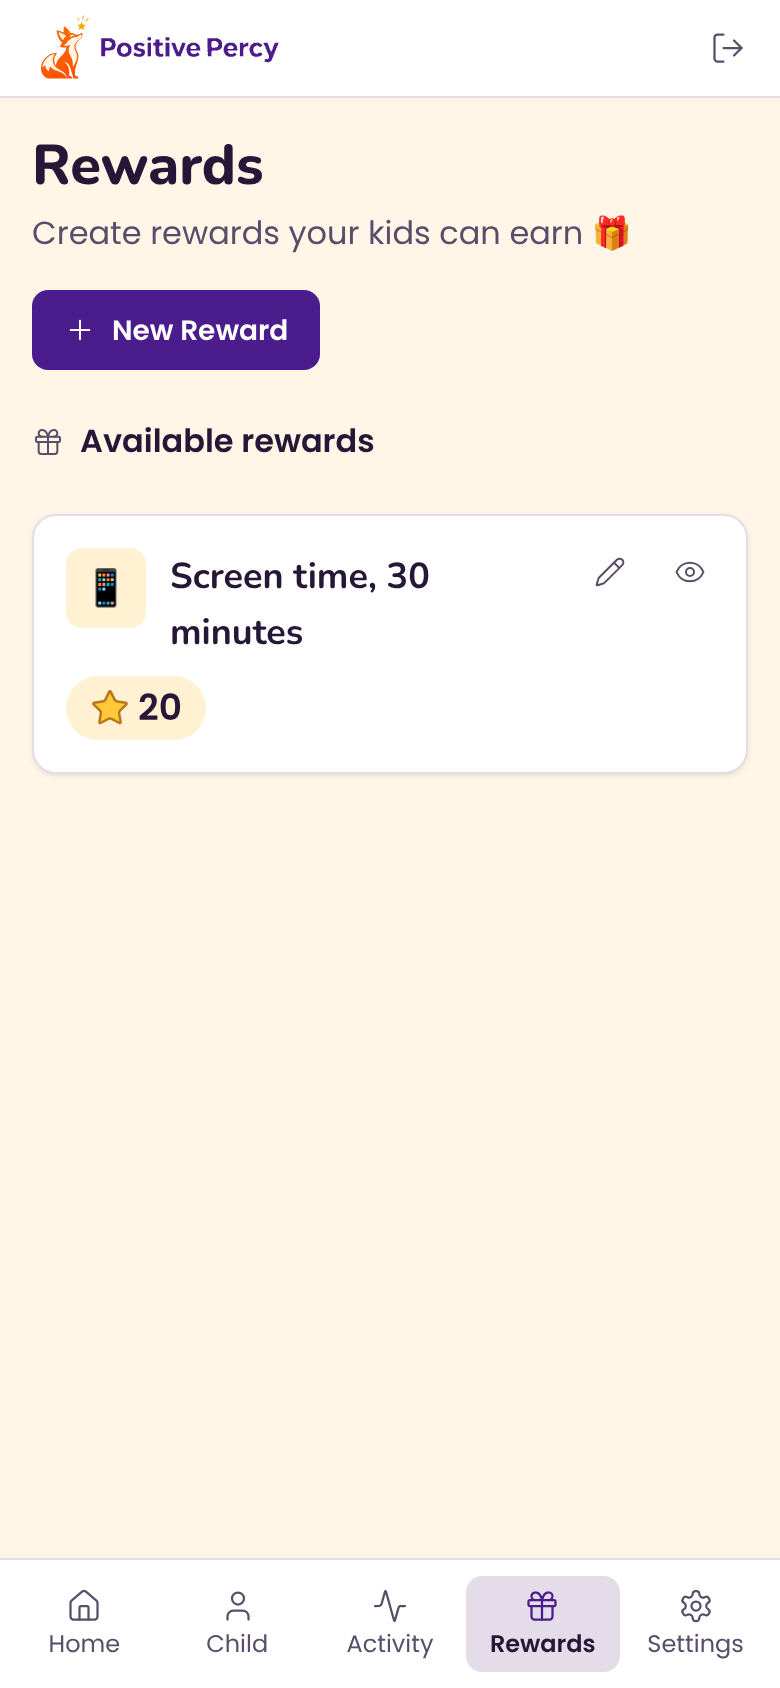 Positive Percy
Rewards
Create rewards your kids can earn 🎁
New Reward
Available rewards
Screen time, 30
minutes
20
Home
Child
Activity
Rewards
Settings